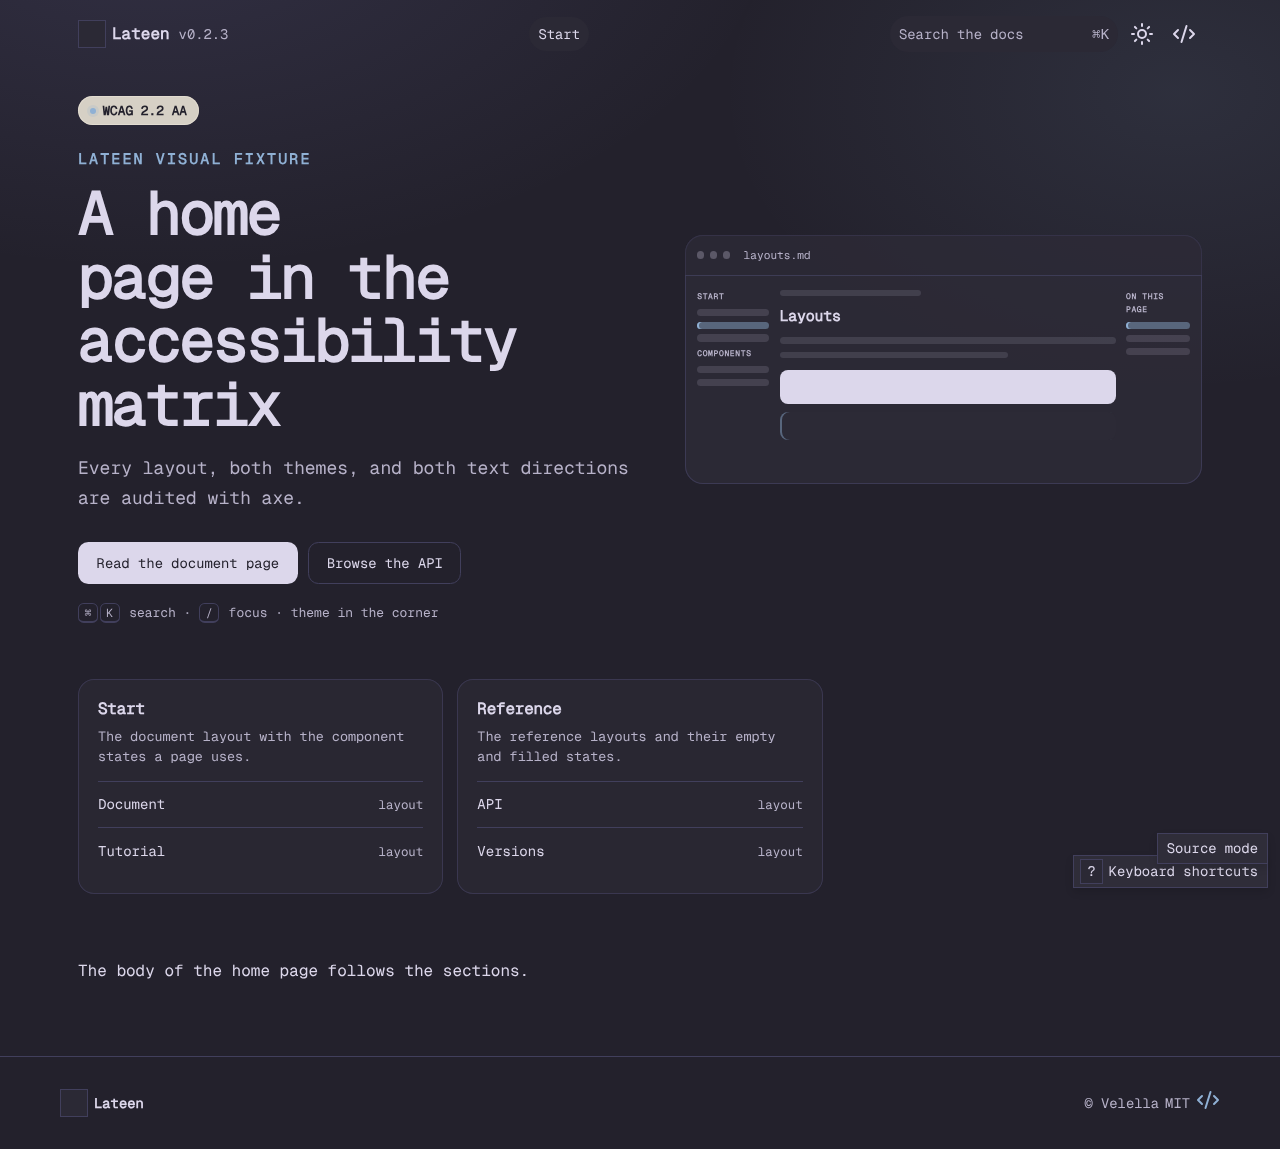 Lateen v0.2.3
Start
Search the docs ⌘K
WCAG 2.2 AA
LATEEN VISUAL FIXTURE
A home
page in the
accessibility
matrix
Every layout, both themes, and both text directions
are audited with axe.
Read the document page
Browse the API
⌘ K search · / focus · theme in the corner
layouts.md
START
COMPONENTS
Layouts
ON THIS
PAGE
Start
The document layout with the component
states a page uses.
Document layout
Tutorial layout
Reference
The reference layouts and their empty
and filled states.
API layout
Versions layout
Source mode
? Keyboard shortcuts
The body of the home page follows the sections.
Lateen
© Velella MIT